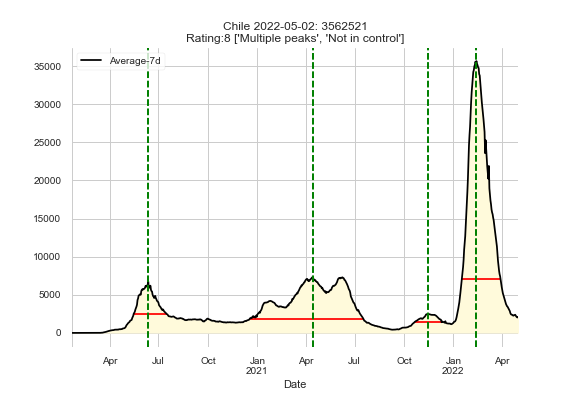 Chile 2022-05-02: 3562521
Rating:8 ['Multiple peaks', 'Not in control']
Average-7d
35000
30000
25000
20000
15000
10000
5000
0
Apr Jul Oct Jan Apr Jul Oct Jan Apr
2021 2022
Date